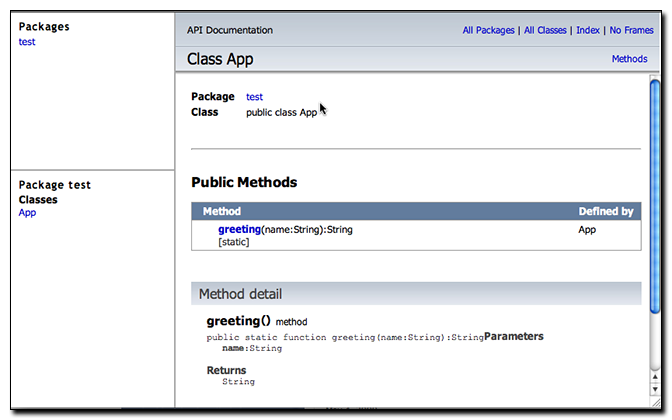 Packages
test
Package test
Classes
App
API Documentation
All Packages | All Classes | Index | No Frames
Class App
Methods
Package test
Class public class App
Public Methods
Method Defined by
greeting(name:String):String App
[static]
Method detail
greeting() method
public static function greeting(name:String):StringParameters
name:String
Returns
String